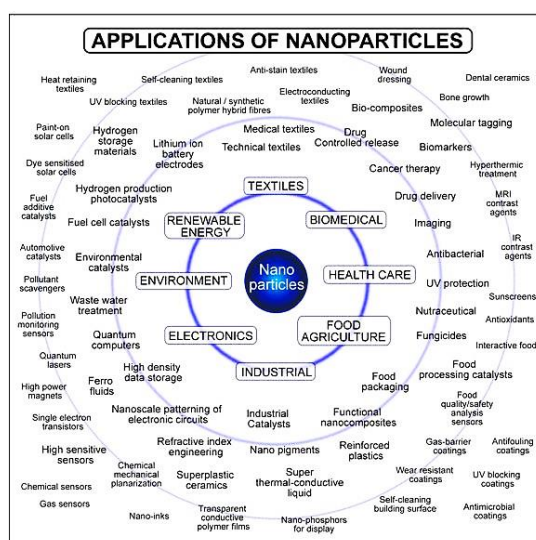 APPLICATIONS OF NANOPARTICLES
Heat retaining
textiles
Self-cleaning textiles
Anti-stain textiles
Wound
dressing
Dental ceramics
UV blocking textiles
Natural / synthetic
polymer hybrid fibres
Electroconducting
textiles
Bio-composites
Bone growth
Paint-on
solar cells
Hydrogen
storage
materials
Lithium ion
battery
electrodes
Medical textiles
Technical textiles
Drug
Controlled release
Molecular tagging
Biomarkers
Dye sensitised
solar cells
Cancer therapy
Hyperthermic
treatment
Hydrogen production
photocatalysts
TEXTILES
Drug delivery
MRI
contrast
agents
Fuel
additive
catalysts
Fuel cell catalysts
RENEWABLE
ENERGY
BIOMEDICAL
Imaging
IR
contrast
agents
Automotive
catalysts
Environmental
catalysts
Antibacterial
Pollutant
scavengers
ENVIRONMENT
Nano
particles
HEALTH CARE
UV protection
Sunscreens
Waste water
treatment
Nutraceutical
Antioxidants
Pollution
monitoring
sensors
Quantum
computers
ELECTRONICS
FOOD
AGRICULTURE
Fungicides
Interactive food
Quantum
lasers
High density
data storage
INDUSTRIAL
Food
processing catalysts
High power
magnets
Ferro
fluids
Food
packaging
Food
quality/safety
analysis
sensors
Single electron
transistors
Nanoscale patterning of
electronic circuits
Industrial
Catalysts
Functional
nanocomposites
High sensitive
sensors
Refractive index
engineering
Nano pigments
Reinforced
plastics
Gas-barrier
coatings
Antifouling
coatings
Chemical sensors
Chemical
mechanical
planarization
Superplastic
ceramics
Super
thermal-conductive
liquid
Wear resistant
coatings
UV blocking
coatings
Gas sensors
Nano-inks
Transparent
conductive
polymer films
Nano-phosphors
for display
Self-cleaning
building surface
Antimicrobial
coatings